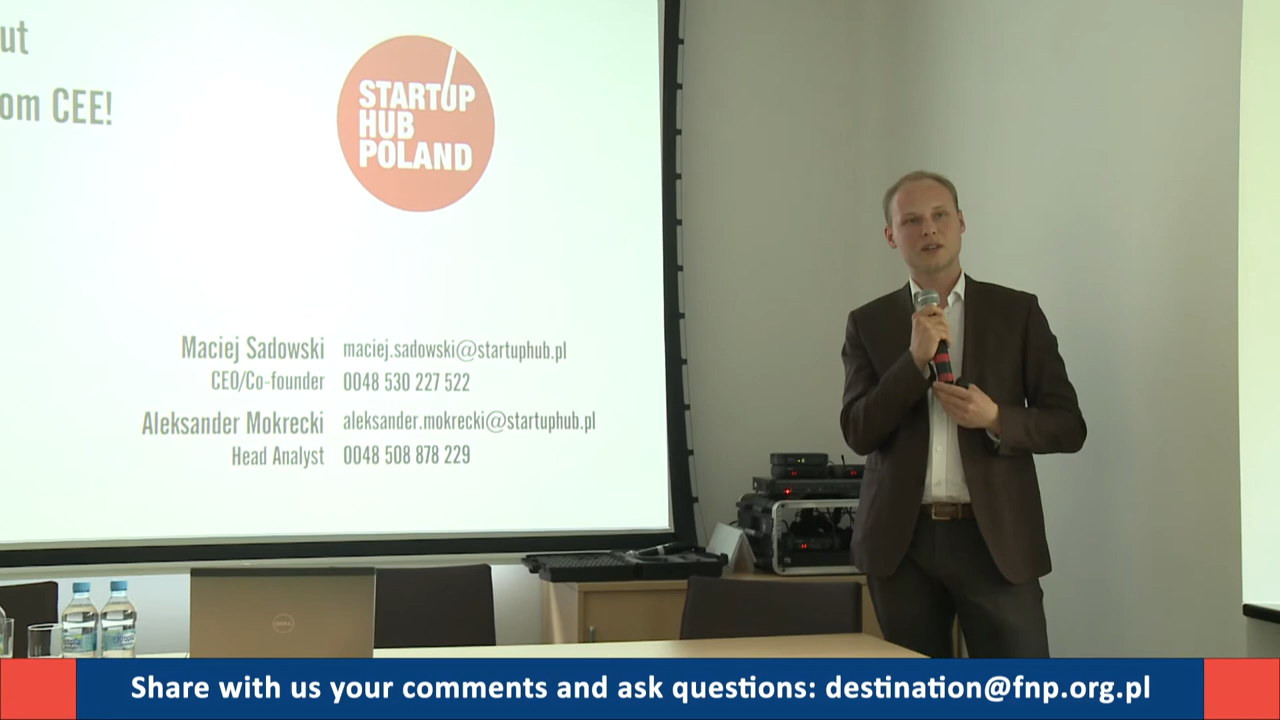 ut
om CEE!
STARTUP
HUB
POLAND
Maciej Sadowski maciej.sadowski@startuphub.pl
CEO/Co-founder 0048 530 227 522
Aleksander Mokrecki aleksander.mokrecki@startuphub.pl
Head Analyst 0048 508 878 229
DELL
Share with us your comments and ask questions: destination@fnp.org.pl